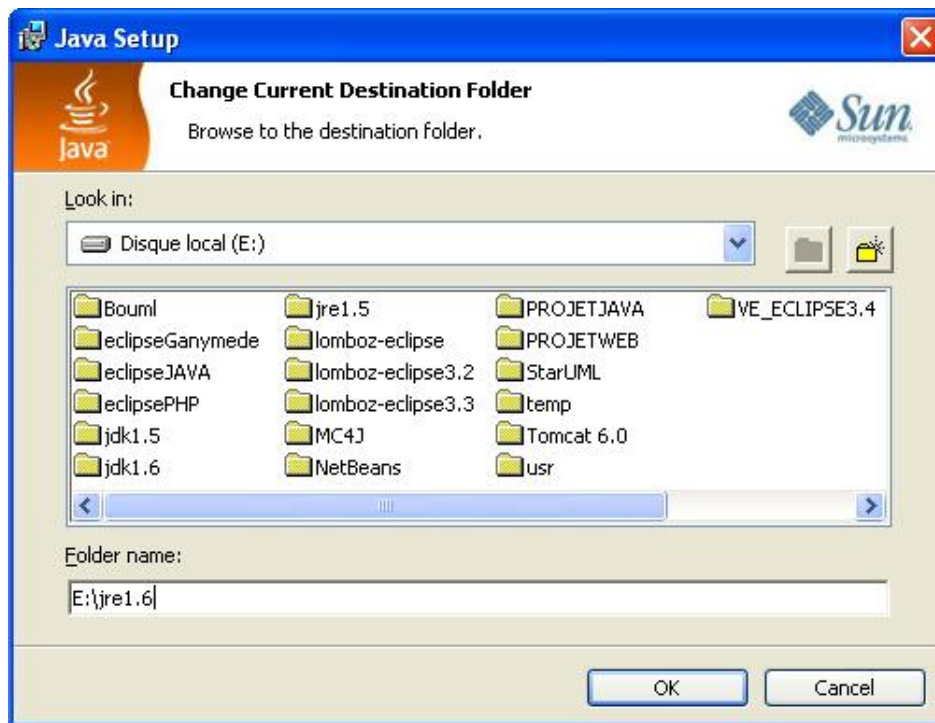 Java Setup
Change Current Destination Folder
Browse to the destination folder.
Java
Sun
microsystems
Look in:
Disque local (E:)
Bouml
eclipseGanymede
eclipseJAVA
eclipsePHP
jdk1.5
jdk1.6
jre1.5
lomboz-eclipse
lomboz-eclipse3.2
lomboz-eclipse3.3
MC4J
NetBeans
PROJETJAVA
PROJETWEB
StarUML
temp
Tomcat 6.0
usr
VE_ECLIPSE3.4
Folder name:
E:\jre1.6
OK
Cancel